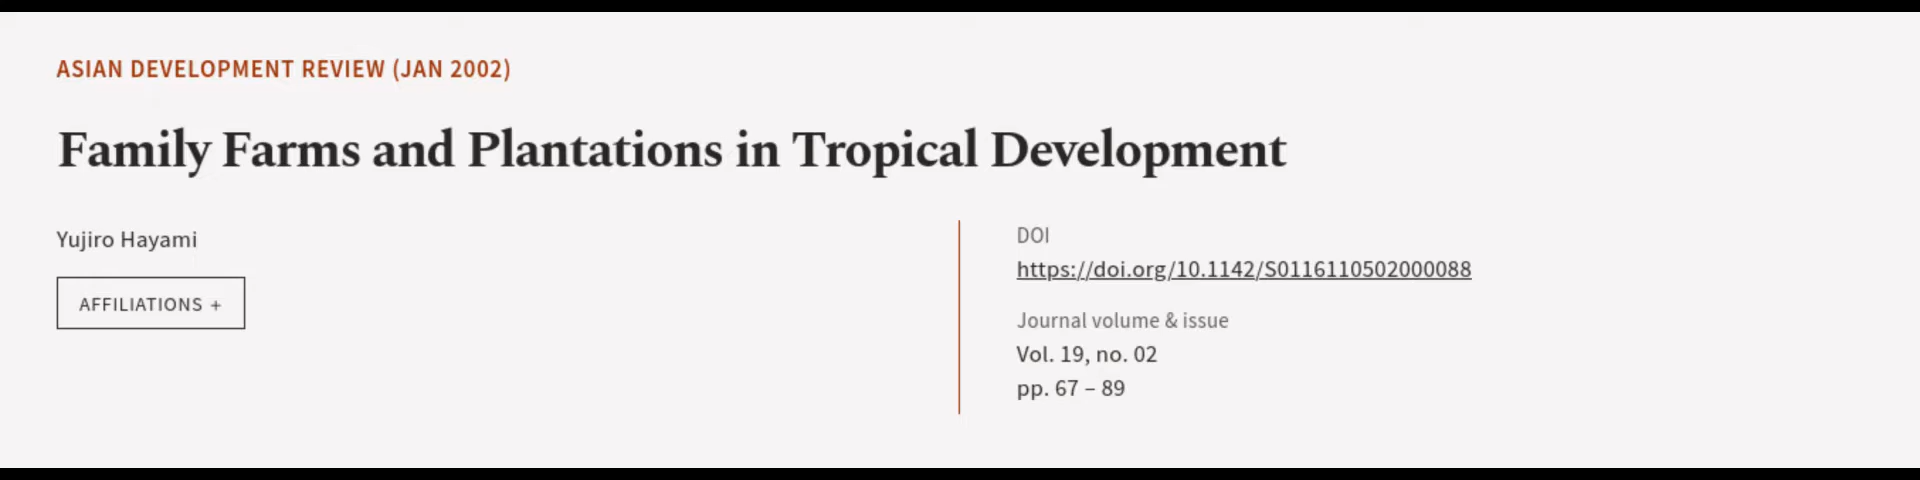 ASIAN DEVELOPMENT REVIEW (JAN 2002)
Family Farms and Plantations in Tropical Development
Yujiro Hayami
AFFILIATIONS +
DOI
https://doi.org/10.1142/S0116110502000088
Journal volume & issue
Vol. 19, no. 02
pp. 67 – 89